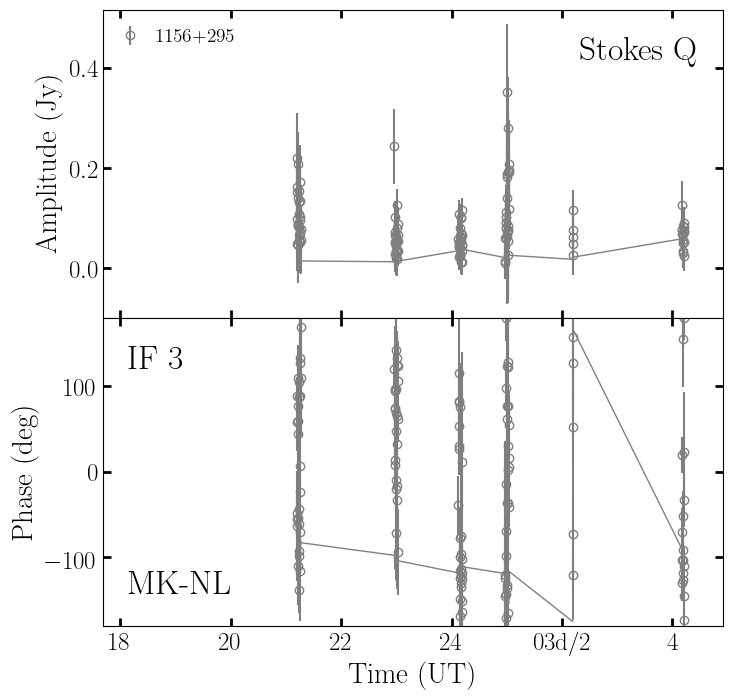 1156+295
Stokes Q
0.4
0.2
0.0
Amplitude (Jy)
IF 3
100
0
−100
Phase (deg)
MK-NL
18 20 22 24 03d/2 4
Time (UT)